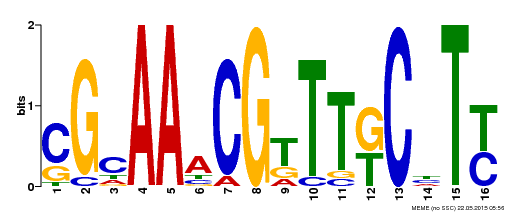 2
bits
1
0
C G C A A A C G T T T G C T T T
G C T T A G C G T C A C
T A C A C T
1 2 3 4 5 6 7 8 9 10 11 12 13 14 15 16
MEME (no SSC) 22.05.2015 05:56